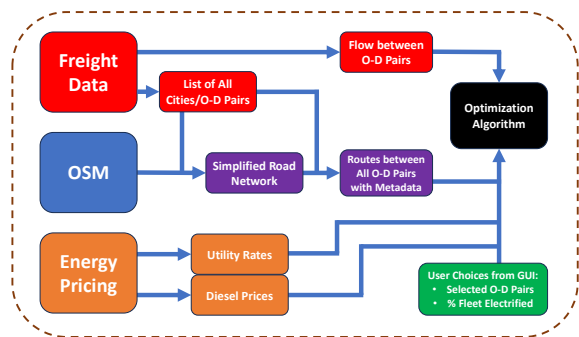 Freight
Data
Flow between
O-D Pairs
List of All
Cities/O-D Pairs
Optimization
Algorithm
OSM
Simplified Road
Network
Routes between
All O-D Pairs
with Metadata
Energy
Pricing
Utility Rates
Diesel Prices
User Choices from GUI:
• Selected O-D Pairs
• % Fleet Electrified